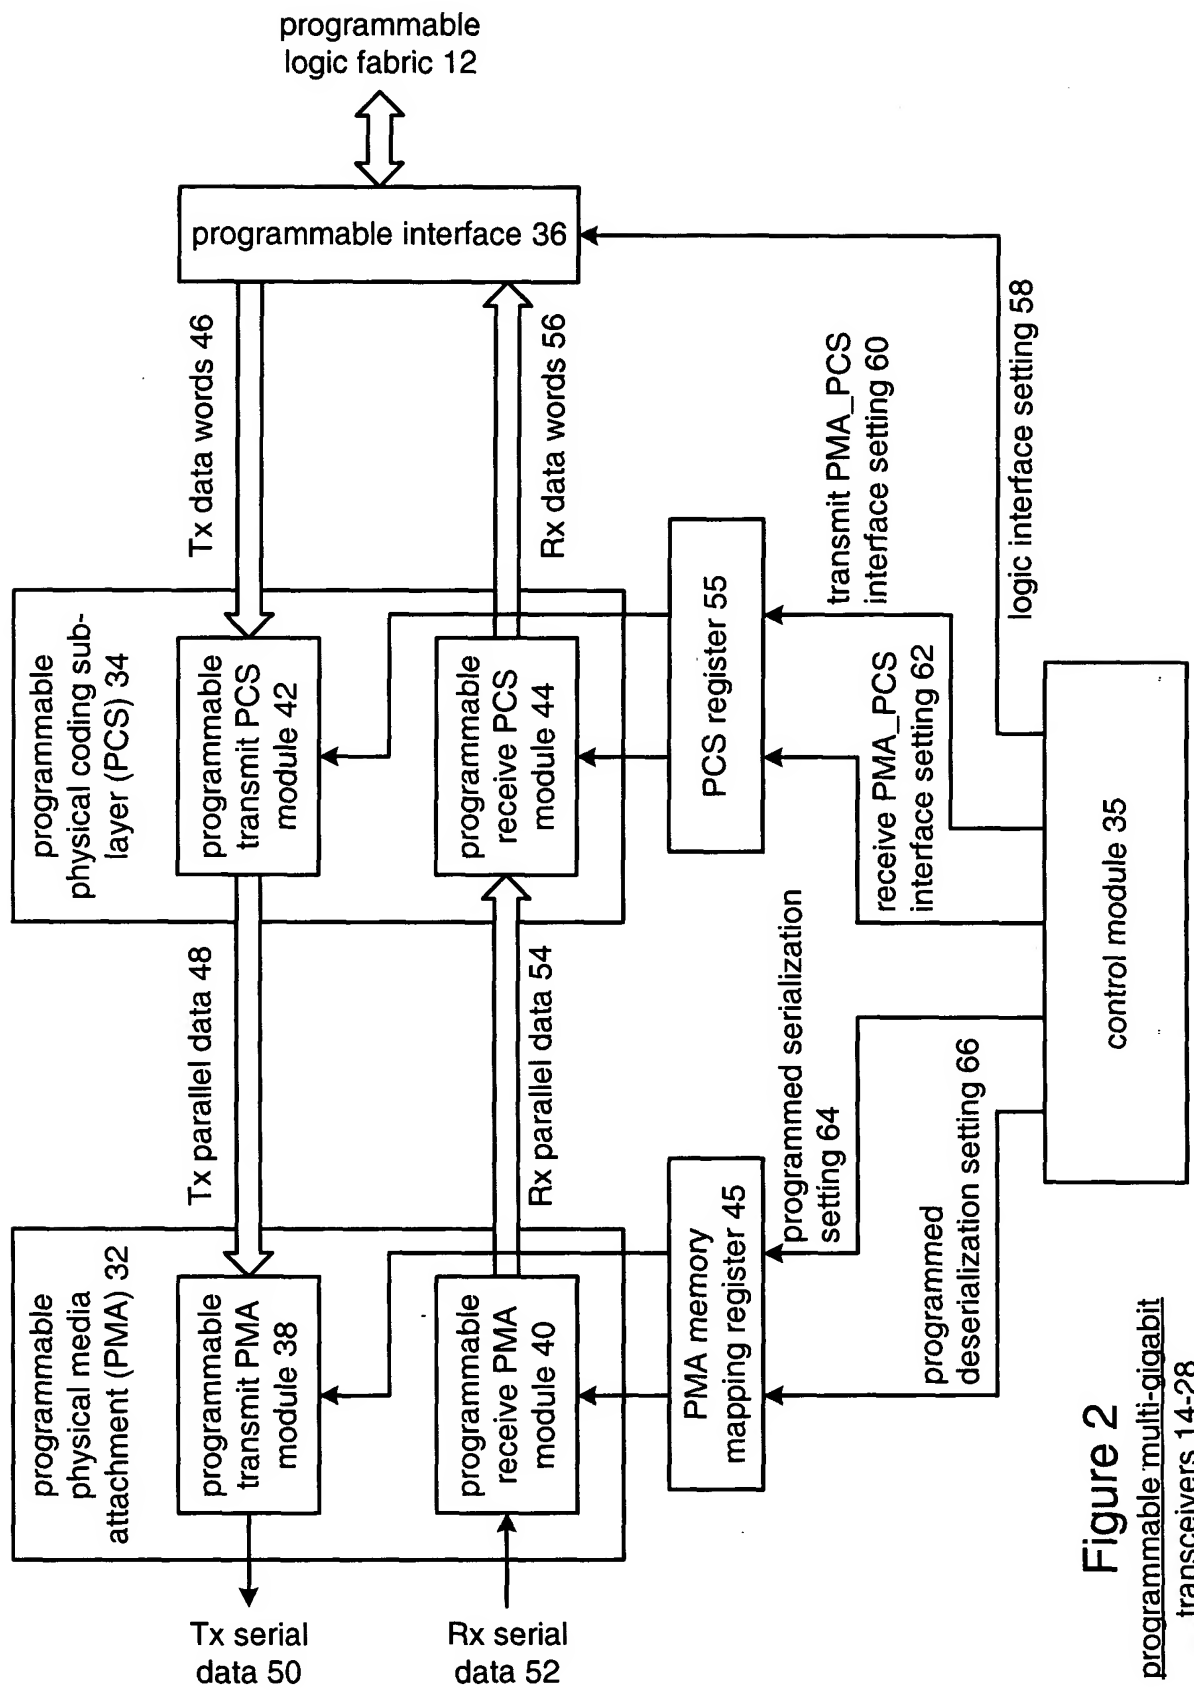 programmable
logic fabric 12
programmable interface 36
Tx data words 46
Rx data words 56
programmable
physical coding sub-
layer (PCS) 34
programmable
transmit PCS
module 42
programmable
receive PCS
module 44
PCS register 55
transmit PMA_PCS
interface setting 60
receive PMA_PCS
interface setting 62
logic interface setting 58
Tx parallel data 48
Rx parallel data 54
programmable
physical media
attachment (PMA) 32
programmable
transmit PMA
module 38
programmable
receive PMA
module 40
PMA memory
mapping register 45
programmed serialization
setting 64
programmed
deserialization setting 66
control module 35
Tx serial
data 50
Rx serial
data 52
Figure 2
programmable multi-gigabit
transceivers 14-28